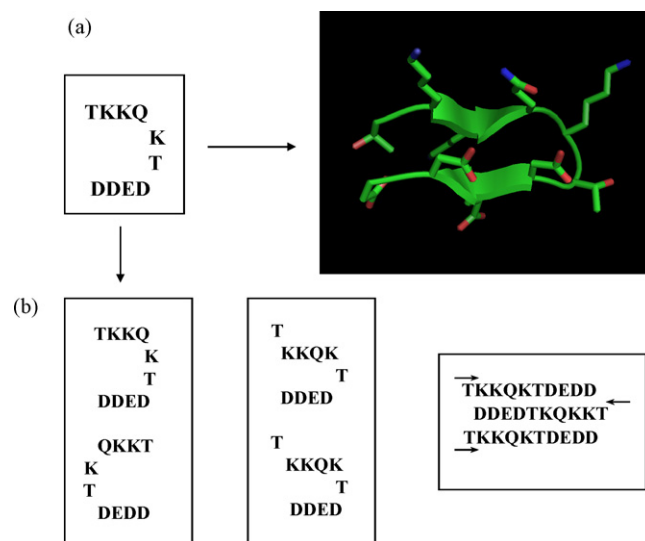 (a)
TKKQ
K
T
DDED
(b)
TKKQ
K
T
DDED
QKKT
K
T
DEDD
T
KKQK
T
DDED
T
KKQK
T
DDED
TKKQKTDEDD
DDEDTKQKKT
TKKQKTDEDD